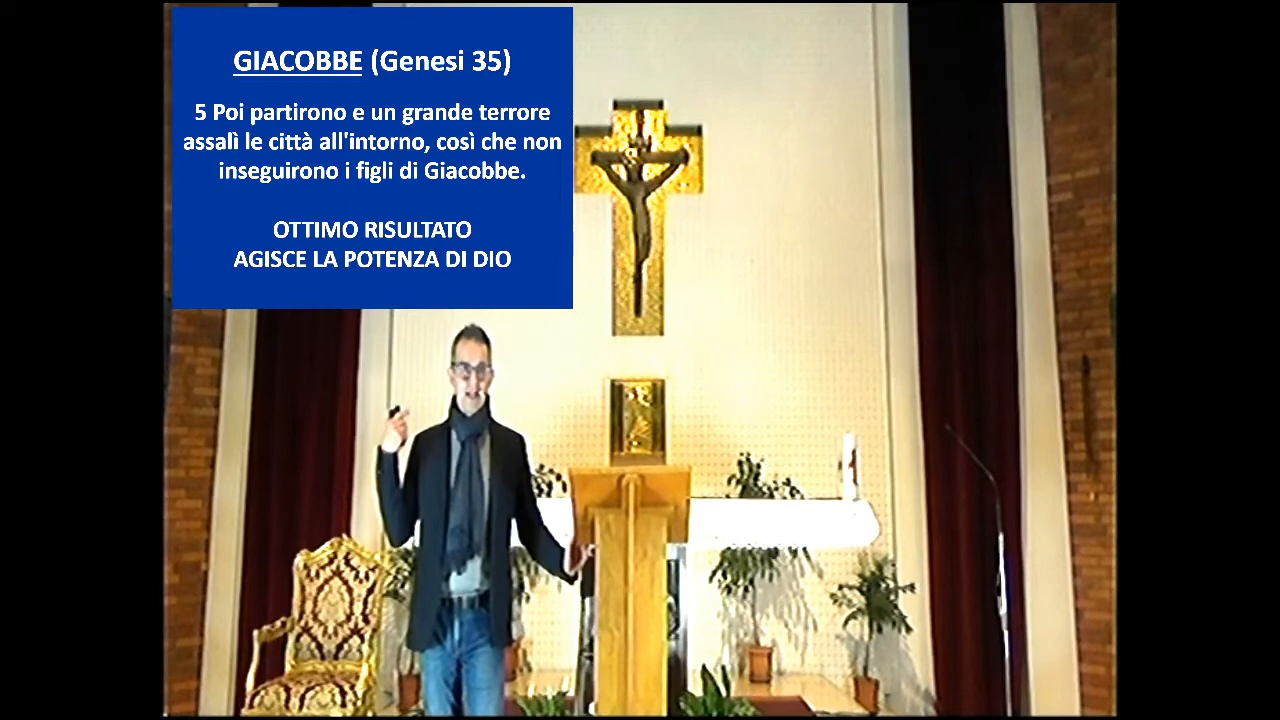 GIACOBBE (Genesi 35)
5 Poi partirono e un grande terrore
assalì le città all'intorno, così che non
inseguirono i figli di Giacobbe.
OTTIMO RISULTATO
AGISCE LA POTENZA DI DIO